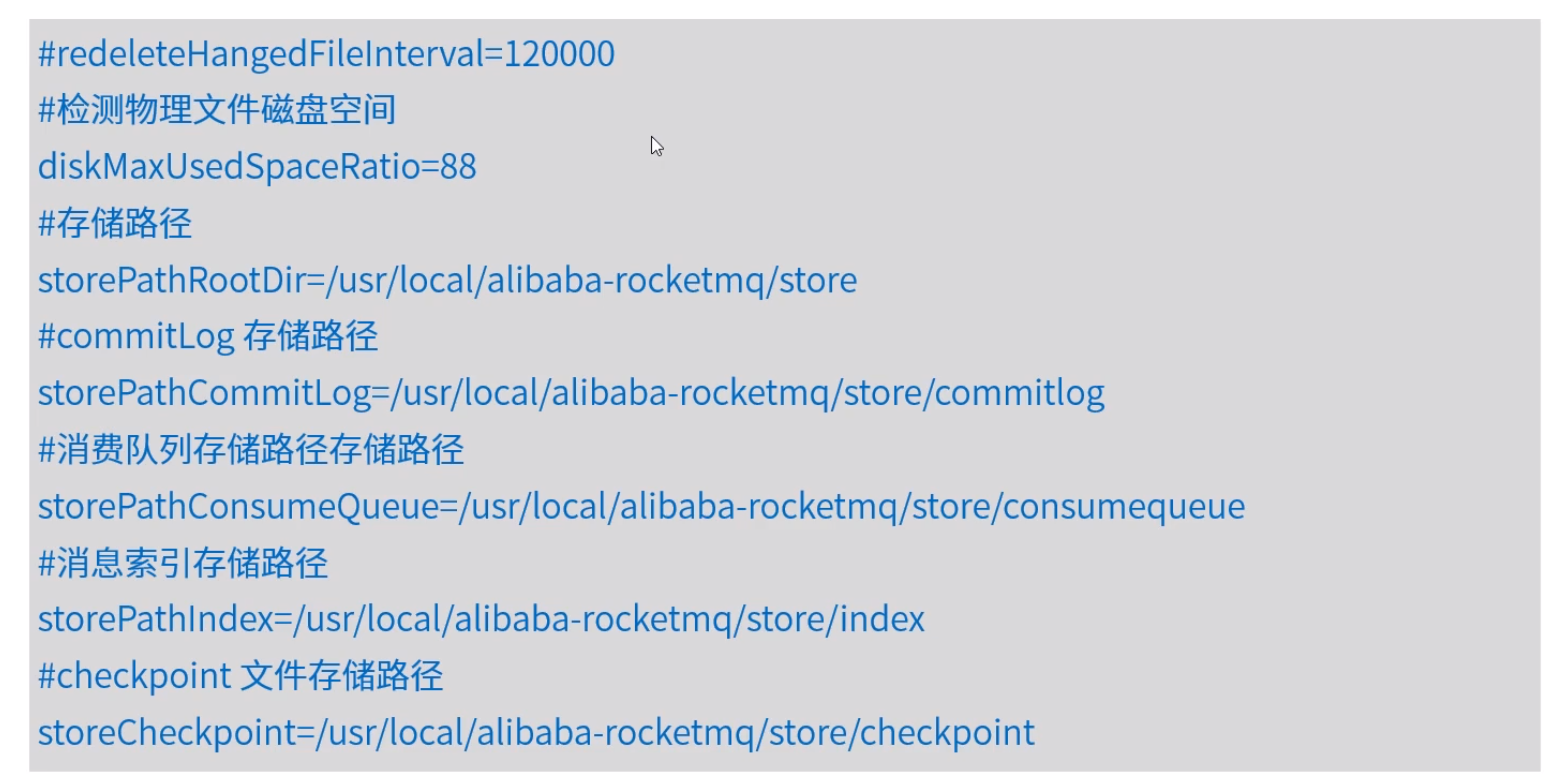 #redeleteHangedFileInterval=120000
#检测物理文件磁盘空间
diskMaxUsedSpaceRatio=88
#存储路径
storePathRootDir=/usr/local/alibaba-rocketmq/store
#commitLog 存储路径
storePathCommitLog=/usr/local/alibaba-rocketmq/store/commitlog
#消费队列存储路径存储路径
storePathConsumeQueue=/usr/local/alibaba-rocketmq/store/consumequeue
#消息索引存储路径
storePathIndex=/usr/local/alibaba-rocketmq/store/index
#checkpoint 文件存储路径
storeCheckpoint=/usr/local/alibaba-rocketmq/store/checkpoint